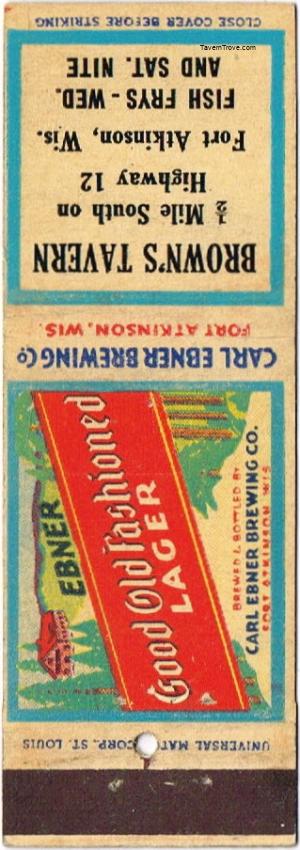 TavernTrove.com
CLOSE COVER BEFORE STRIKING
BROWN'S TAVERN
½ Mile South on
Highway 12
Fort Atkinson, Wis.
FISH FRYS - WED.
AND SAT. NITE
CARL EBNER BREWING Co
FORT ATKINSON, WIS.
EBNER
Good Old Fashioned
LAGER
BREWED & BOTTLED BY
CARL EBNER BREWING CO.
FORT ATKINSON WIS
UNIVERSAL MAT CORP. ST. LOUIS